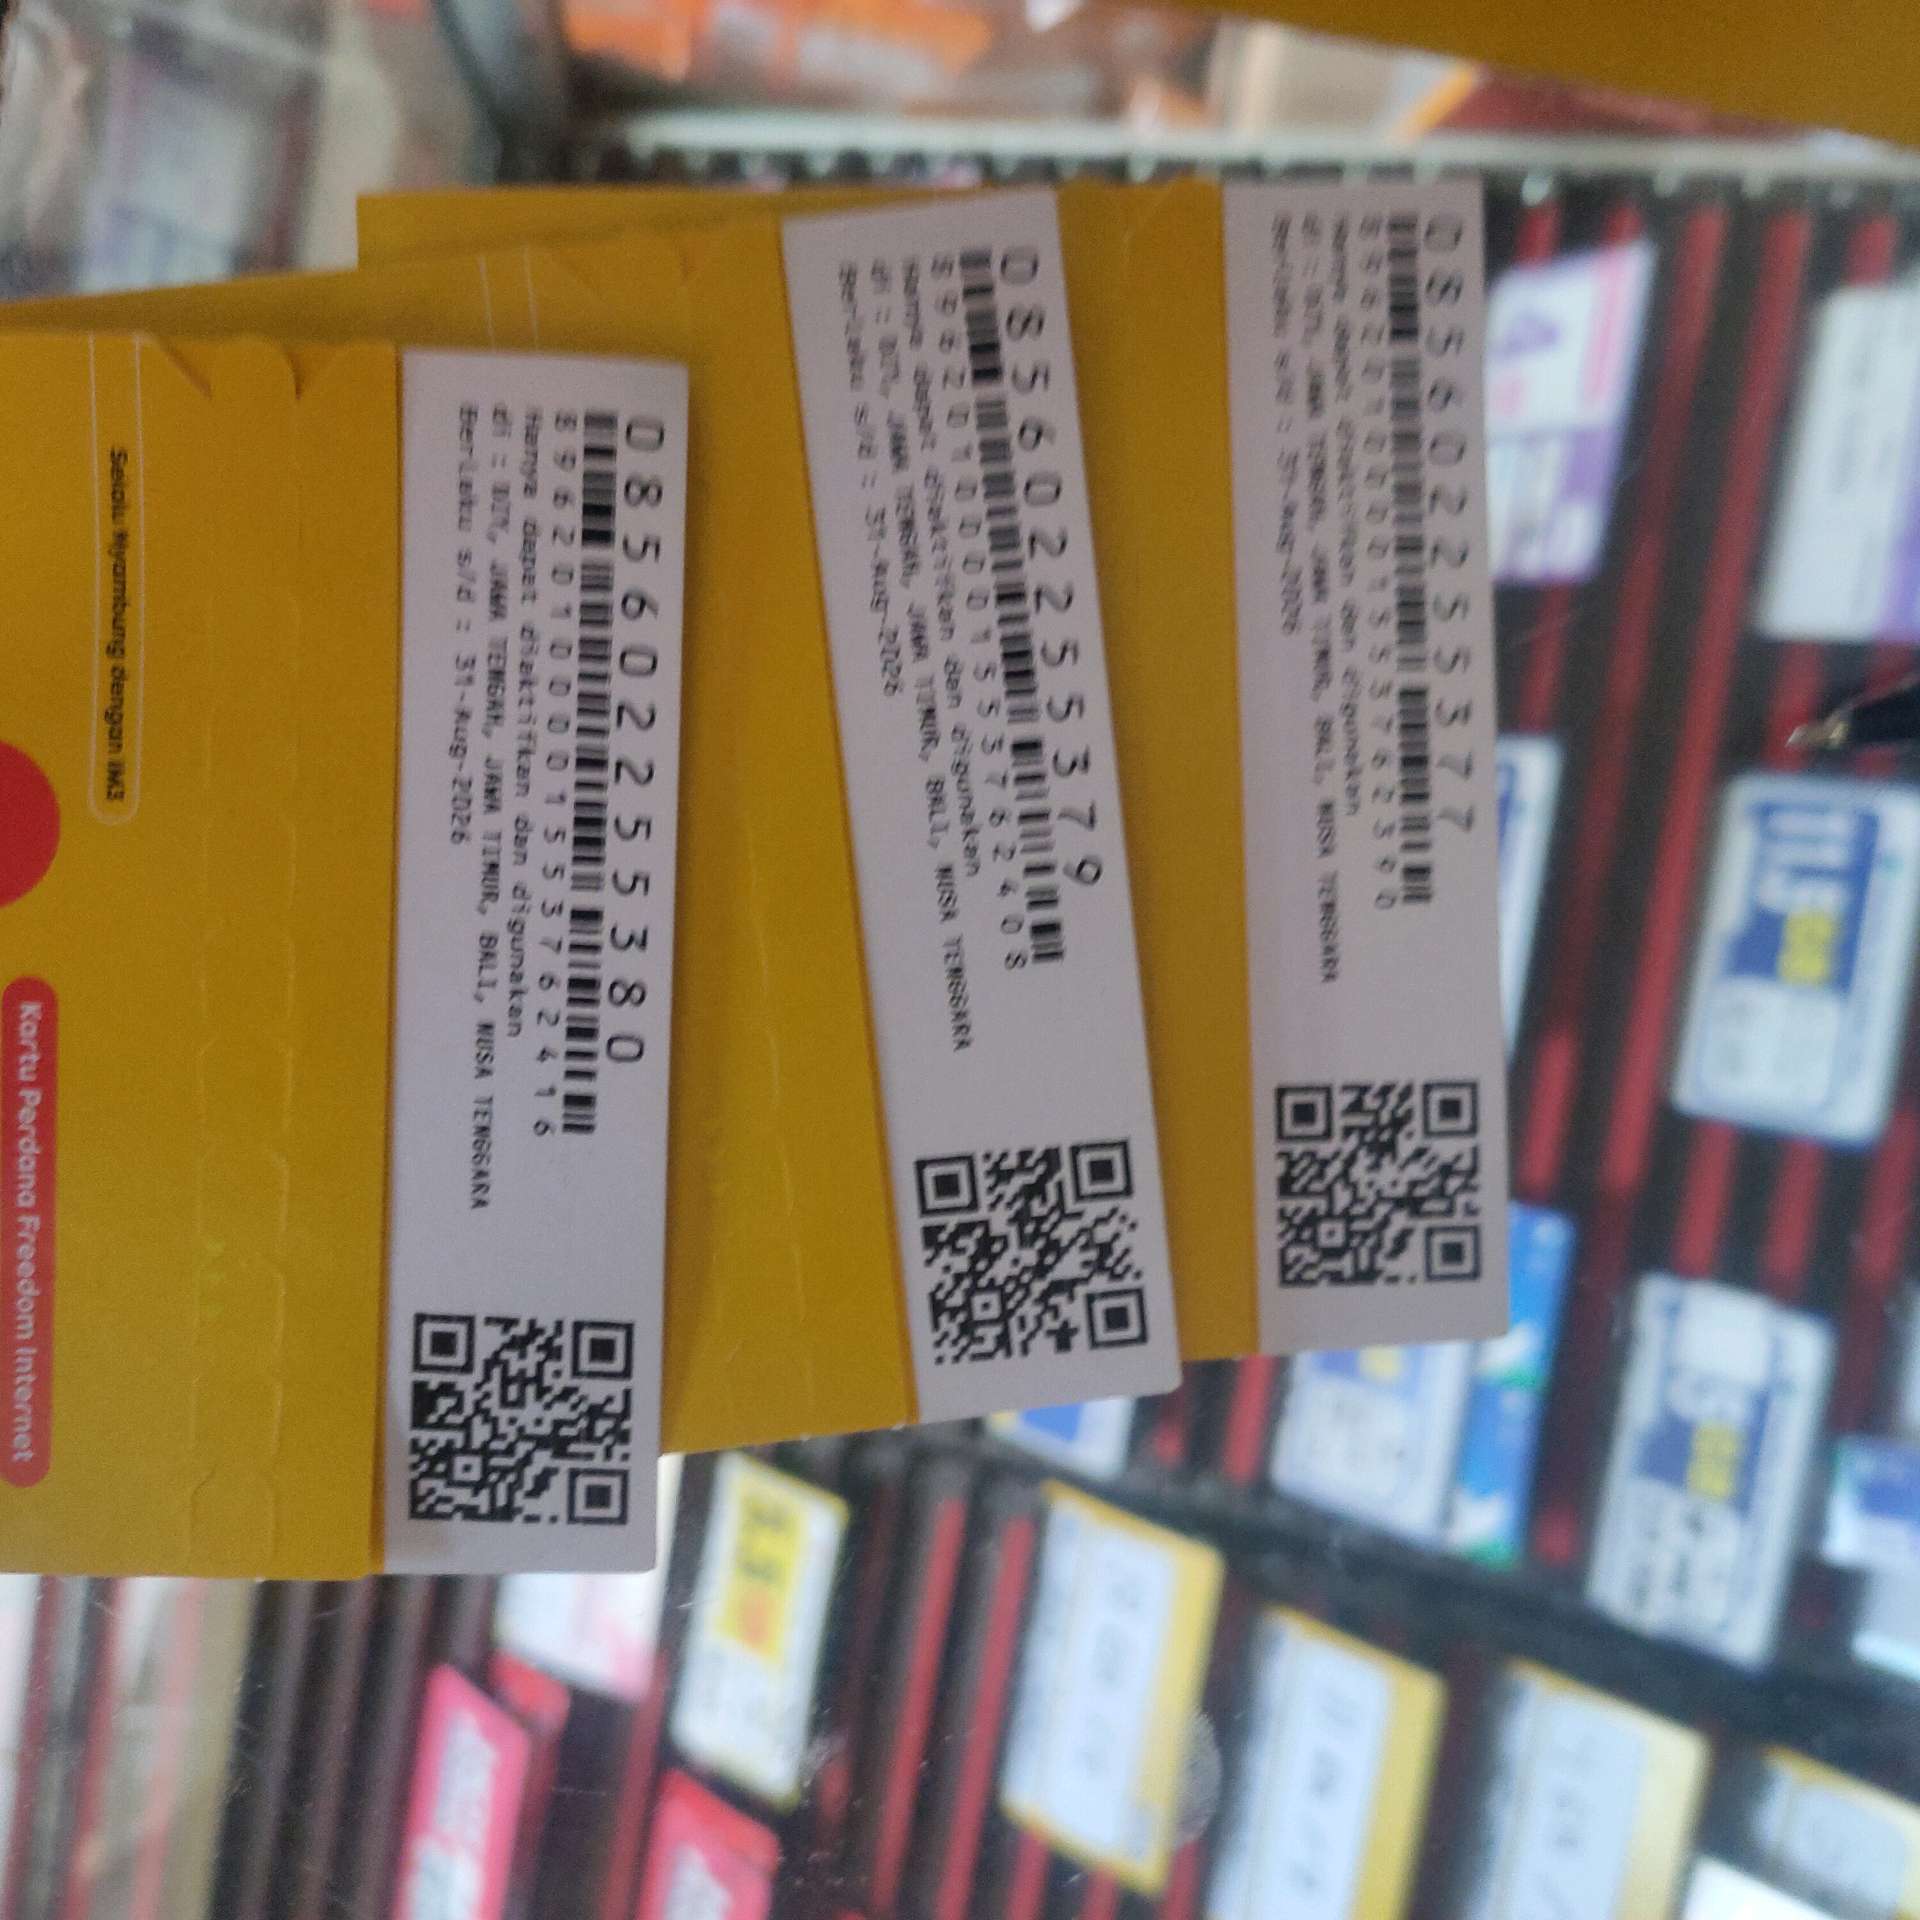 085602255377
89620100001553762390
Hanya dapat diaktifkan dan digunakan
di : DIY, JAWA TENGAH, JAWA TIMUR, BALI, NUSA TENGGARA
Berlaku s/d : 31-Aug-2026
085602255379
89620100001553762408
Hanya dapat diaktifkan dan digunakan
di : DIY, JAWA TENGAH, JAWA TIMUR, BALI, NUSA TENGGARA
Berlaku s/d : 31-Aug-2026
085602255380
89620100001553762416
Hanya dapat diaktifkan dan digunakan
di : DIY, JAWA TENGAH, JAWA TIMUR, BALI, NUSA TENGGARA
Berlaku s/d : 31-Aug-2026
Selalu Nyambung dengan IM3
Kartu Perdana Freedom Internet